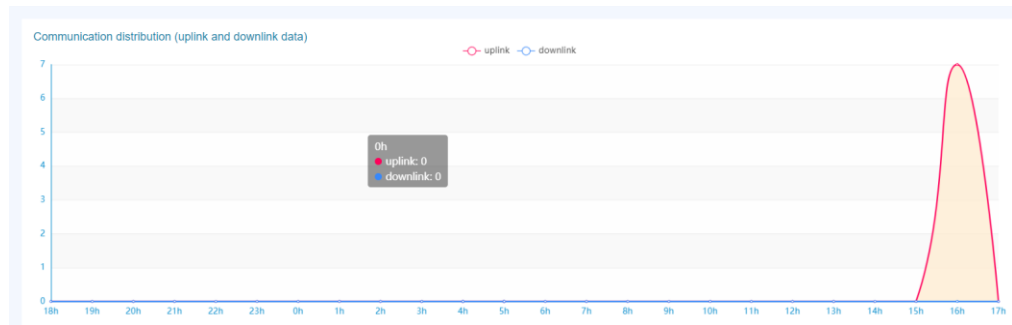 Communication distribution (uplink and downlink data)
uplink downlink
7
6
5
4
3
2
1
0
0h
uplink: 0
downlink: 0
18h 19h 20h 21h 22h 23h 0h 1h 2h 3h 4h 5h 6h 7h 8h 9h 10h 11h 12h 13h 14h 15h 16h 17h